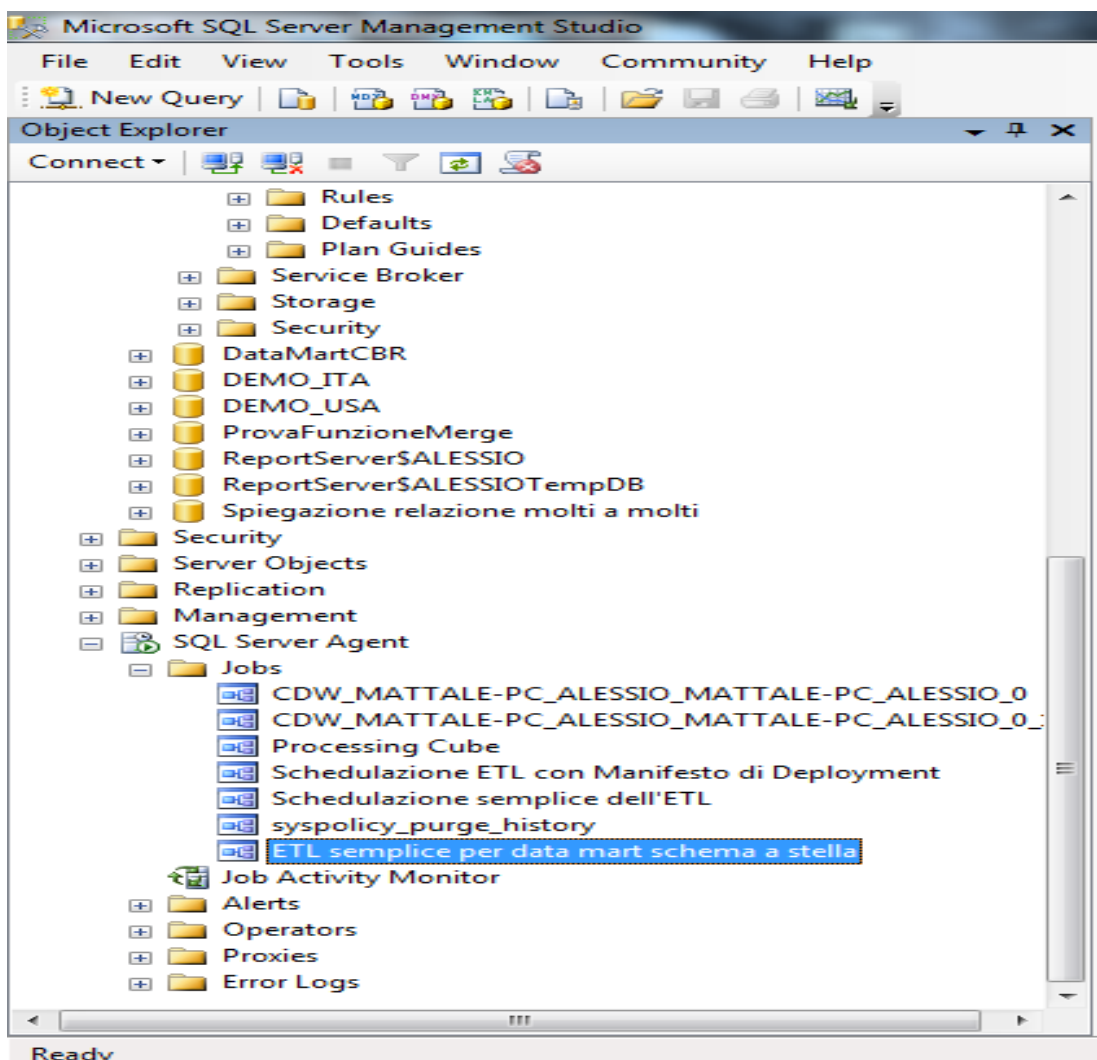 Microsoft SQL Server Management Studio
File Edit View Tools Window Community Help
New Query
Object Explorer
Connect
Rules
Defaults
Plan Guides
Service Broker
Storage
Security
DataMartCBR
DEMO_ITA
DEMO_USA
ProvaFunzioneMerge
ReportServer$ALESSIO
ReportServer$ALESSIOTempDB
Spiegazione relazione molti a molti
Security
Server Objects
Replication
Management
SQL Server Agent
Jobs
CDW_MATTALE-PC_ALESSIO_MATTALE-PC_ALESSIO_0
CDW_MATTALE-PC_ALESSIO_MATTALE-PC_ALESSIO_0_
Processing Cube
Schedulazione ETL con Manifesto di Deployment
Schedulazione semplice dell'ETL
syspolicy_purge_history
ETL semplice per data mart schema a stella
Job Activity Monitor
Alerts
Operators
Proxies
Error Logs
Ready